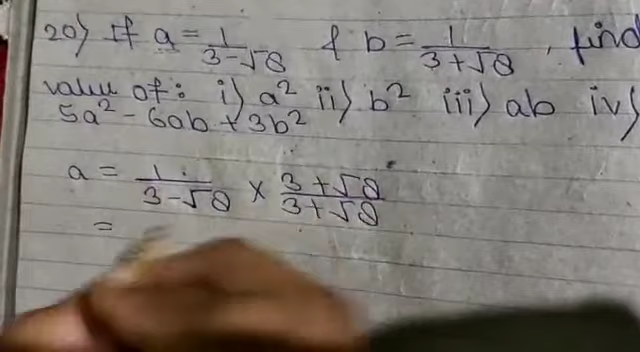 20) If a = 1/(3-√8) & b = 1/(3+√8), find
value of: i) a² ii) b² iii) ab iv)
5a² - 6ab + 3b²
a = 1/(3-√8) × (3+√8)/(3+√8)
=